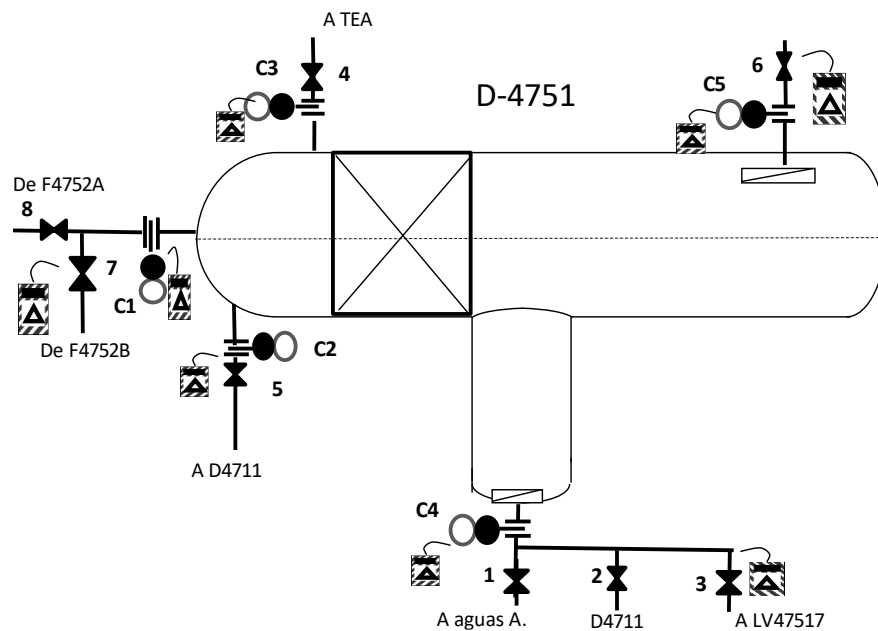 A TEA
C3
4
D-4751
6
C5
De F4752A
8
7
C1
De F4752B
C2
5
A D4711
C4
1
2
3
A aguas A.
D4711
A LV47517